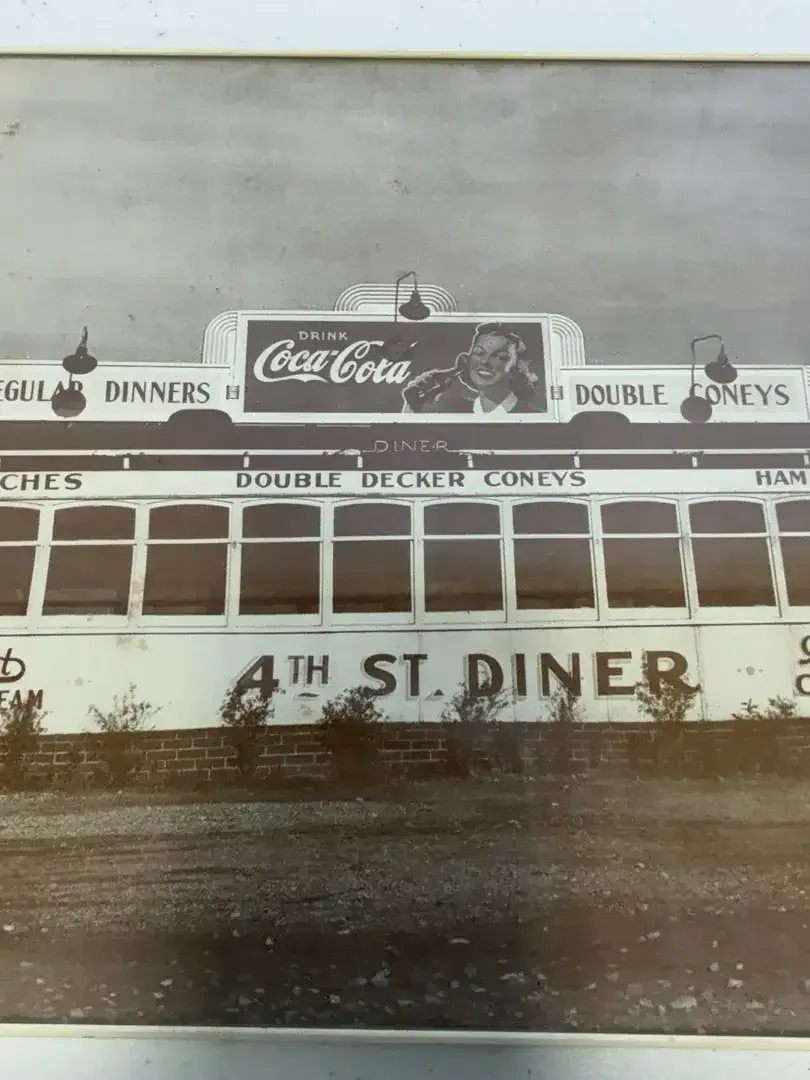 DRINK
Coca-Cola
EGULAR DINNERS
DOUBLE CONEYS
DINER
CHES
DOUBLE DECKER CONEYS
HAM
4TH ST. DINER
EAM